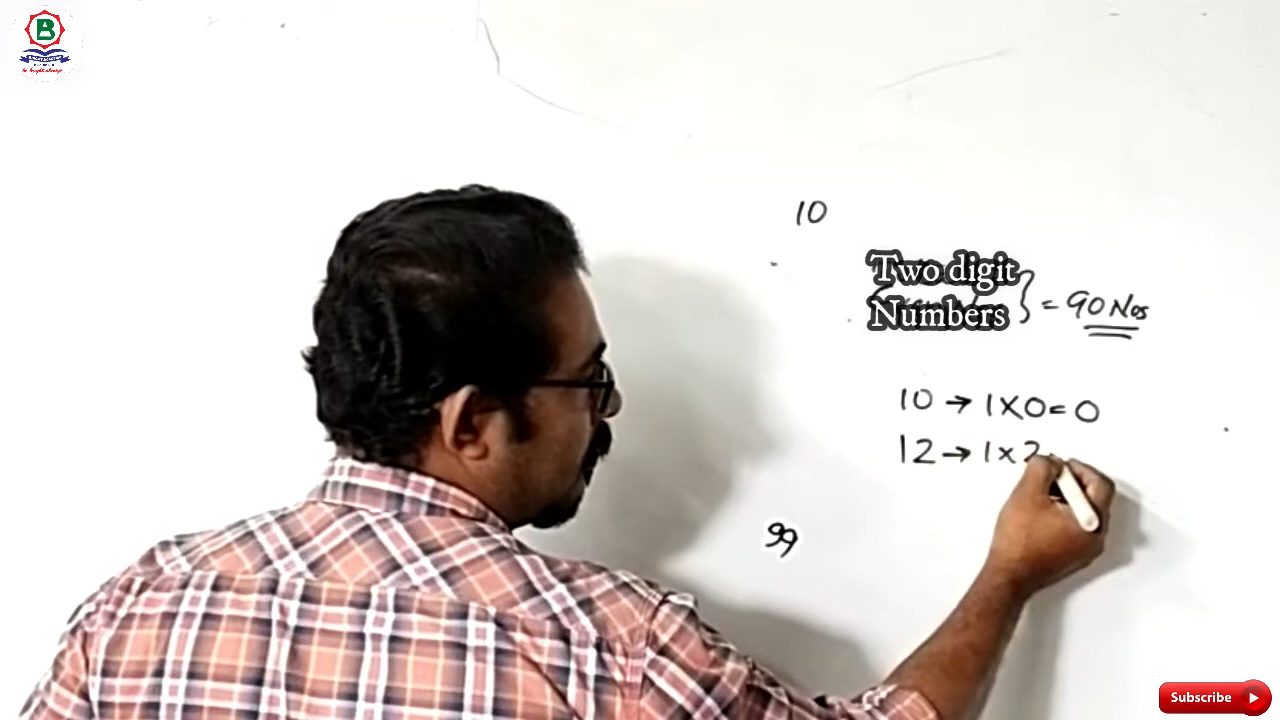 B
10
Two digit
Numbers
} = 90 Nos
10 → 1 × 0 = 0
12 → 1 × 2
99
Subscribe